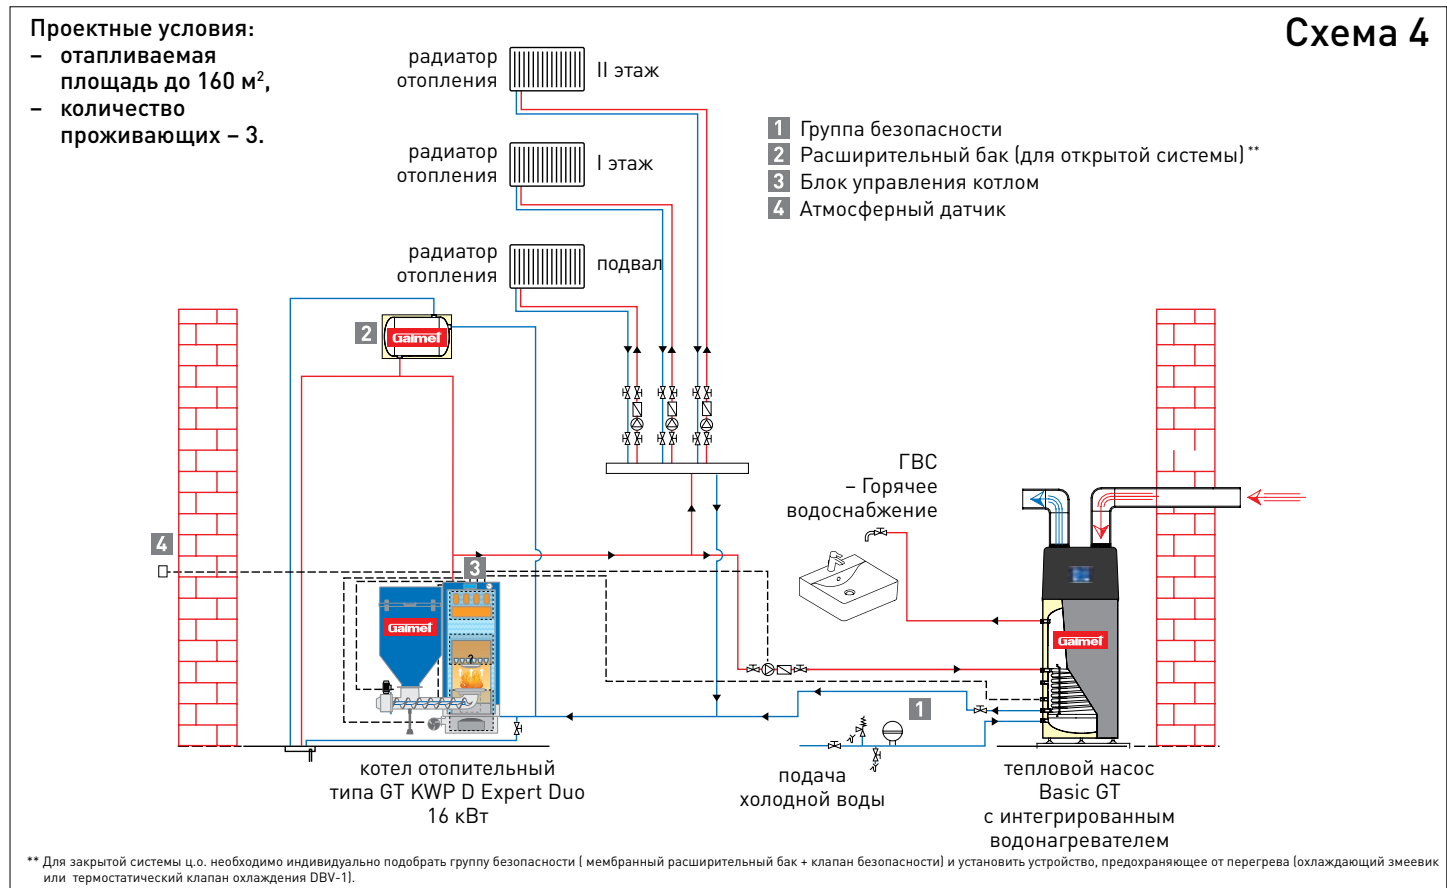 Проектные условия:
– отапливаемая
площадь до 160 м²,
– количество
проживающих – 3.
Схема 4
радиатор
отопления
II этаж
радиатор
отопления
I этаж
радиатор
отопления
подвал
1 Группа безопасности
2 Расширительный бак (для открытой системы) **
3 Блок управления котлом
4 Атмосферный датчик
2
Galmet
4
3
Galmet
ГВС
– Горячее
водоснабжение
Galmet
1
котел отопительный
типа GT KWP D Expert Duo
16 кВт
подача
холодной воды
тепловой насос
Basic GT
с интегрированным
водонагревателем
** Для закрытой системы ц.о. необходимо индивидуально подобрать группу безопасности ( мембранный расширительный бак + клапан безопасности) и установить устройство, предохраняющее от перегрева (охлаждающий змеевик
или термостатический клапан охлаждения DBV-1).